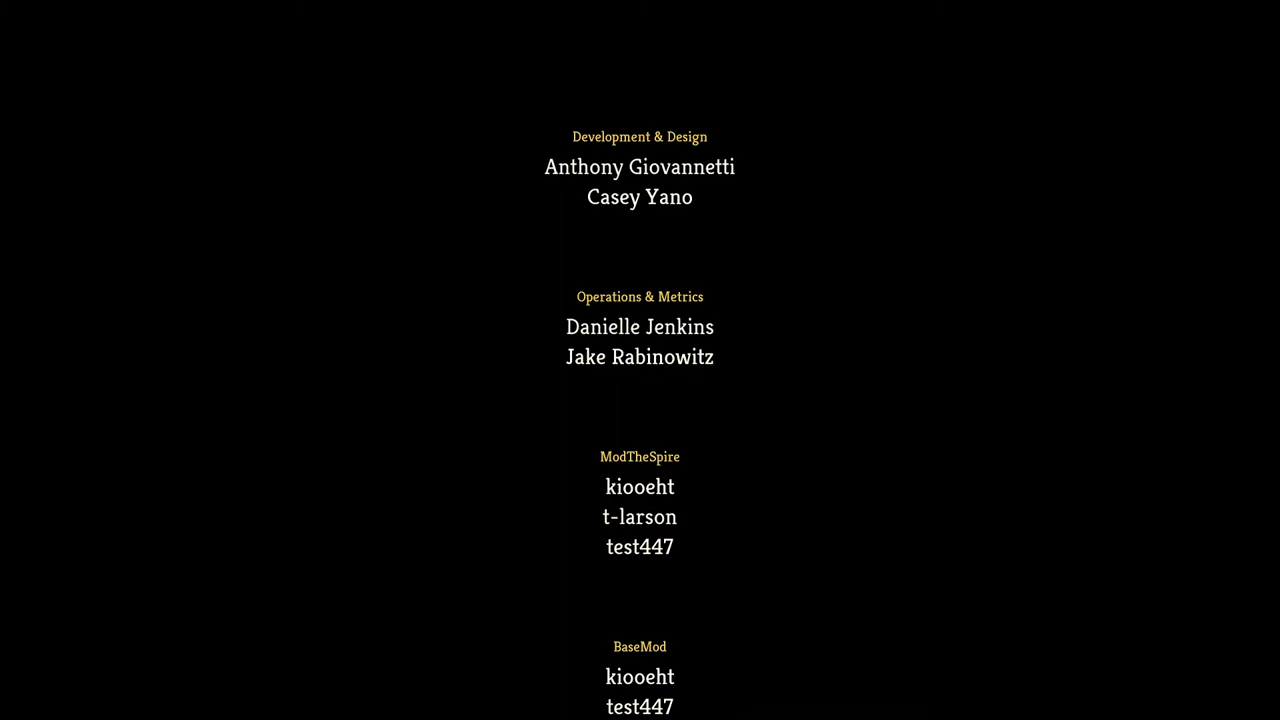 Development & Design
Anthony Giovannetti
Casey Yano
Operations & Metrics
Danielle Jenkins
Jake Rabinowitz
ModTheSpire
kiooeht
t-larson
test447
BaseMod
kiooeht
test447